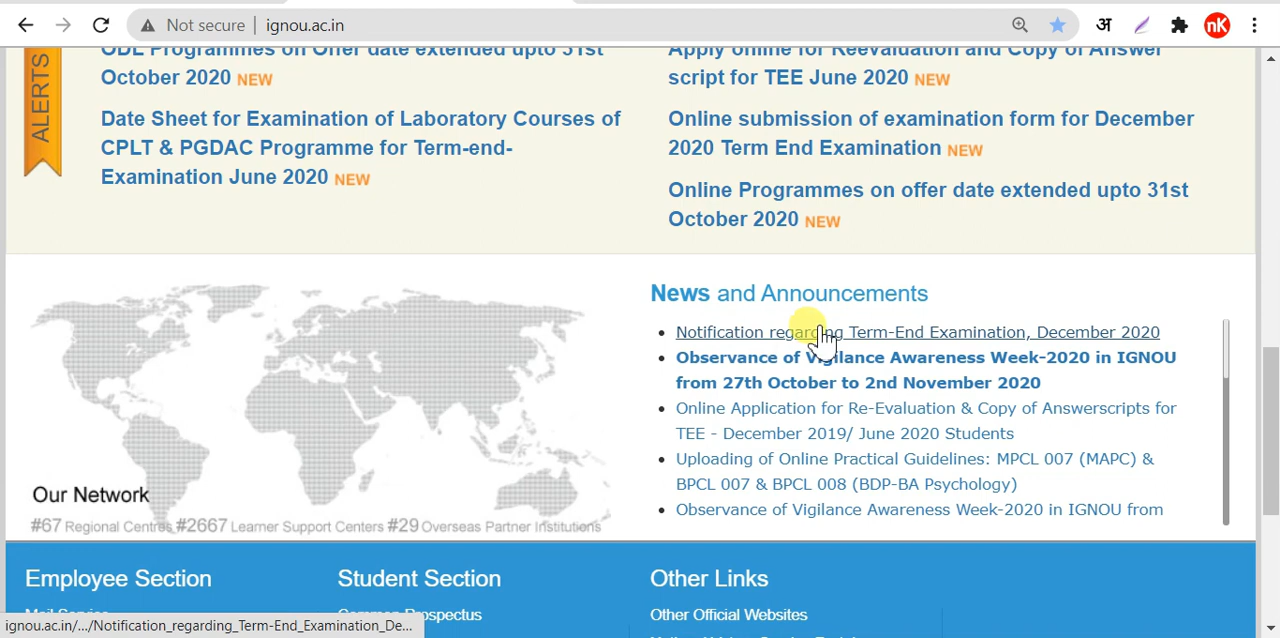 Not secure
ignou.ac.in
अ
nK
ALERTS
ODL Programmes on Offer date extended upto 31st
October 2020 NEW
Date Sheet for Examination of Laboratory Courses of
CPLT & PGDAC Programme for Term-end-
Examination June 2020 NEW
Apply online for Reevaluation and Copy of Answer
script for TEE June 2020 NEW
Online submission of examination form for December
2020 Term End Examination NEW
Online Programmes on offer date extended upto 31st
October 2020 NEW
News and Announcements
Notification regarding Term-End Examination, December 2020
Observance of Vigilance Awareness Week-2020 in IGNOU
from 27th October to 2nd November 2020
Online Application for Re-Evaluation & Copy of Answerscripts for
TEE - December 2019/ June 2020 Students
Uploading of Online Practical Guidelines: MPCL 007 (MAPC) &
BPCL 007 & BPCL 008 (BDP-BA Psychology)
Observance of Vigilance Awareness Week-2020 in IGNOU from
Our Network
#67 Regional Centres #2667 Learner Support Centers #29 Overseas Partner Institutions
Employee Section
Student Section
Other Links
Mail Service
Common Prospectus
Other Official Websites
ignou.ac.in/.../Notification_regarding_Term-End_Examination_De...